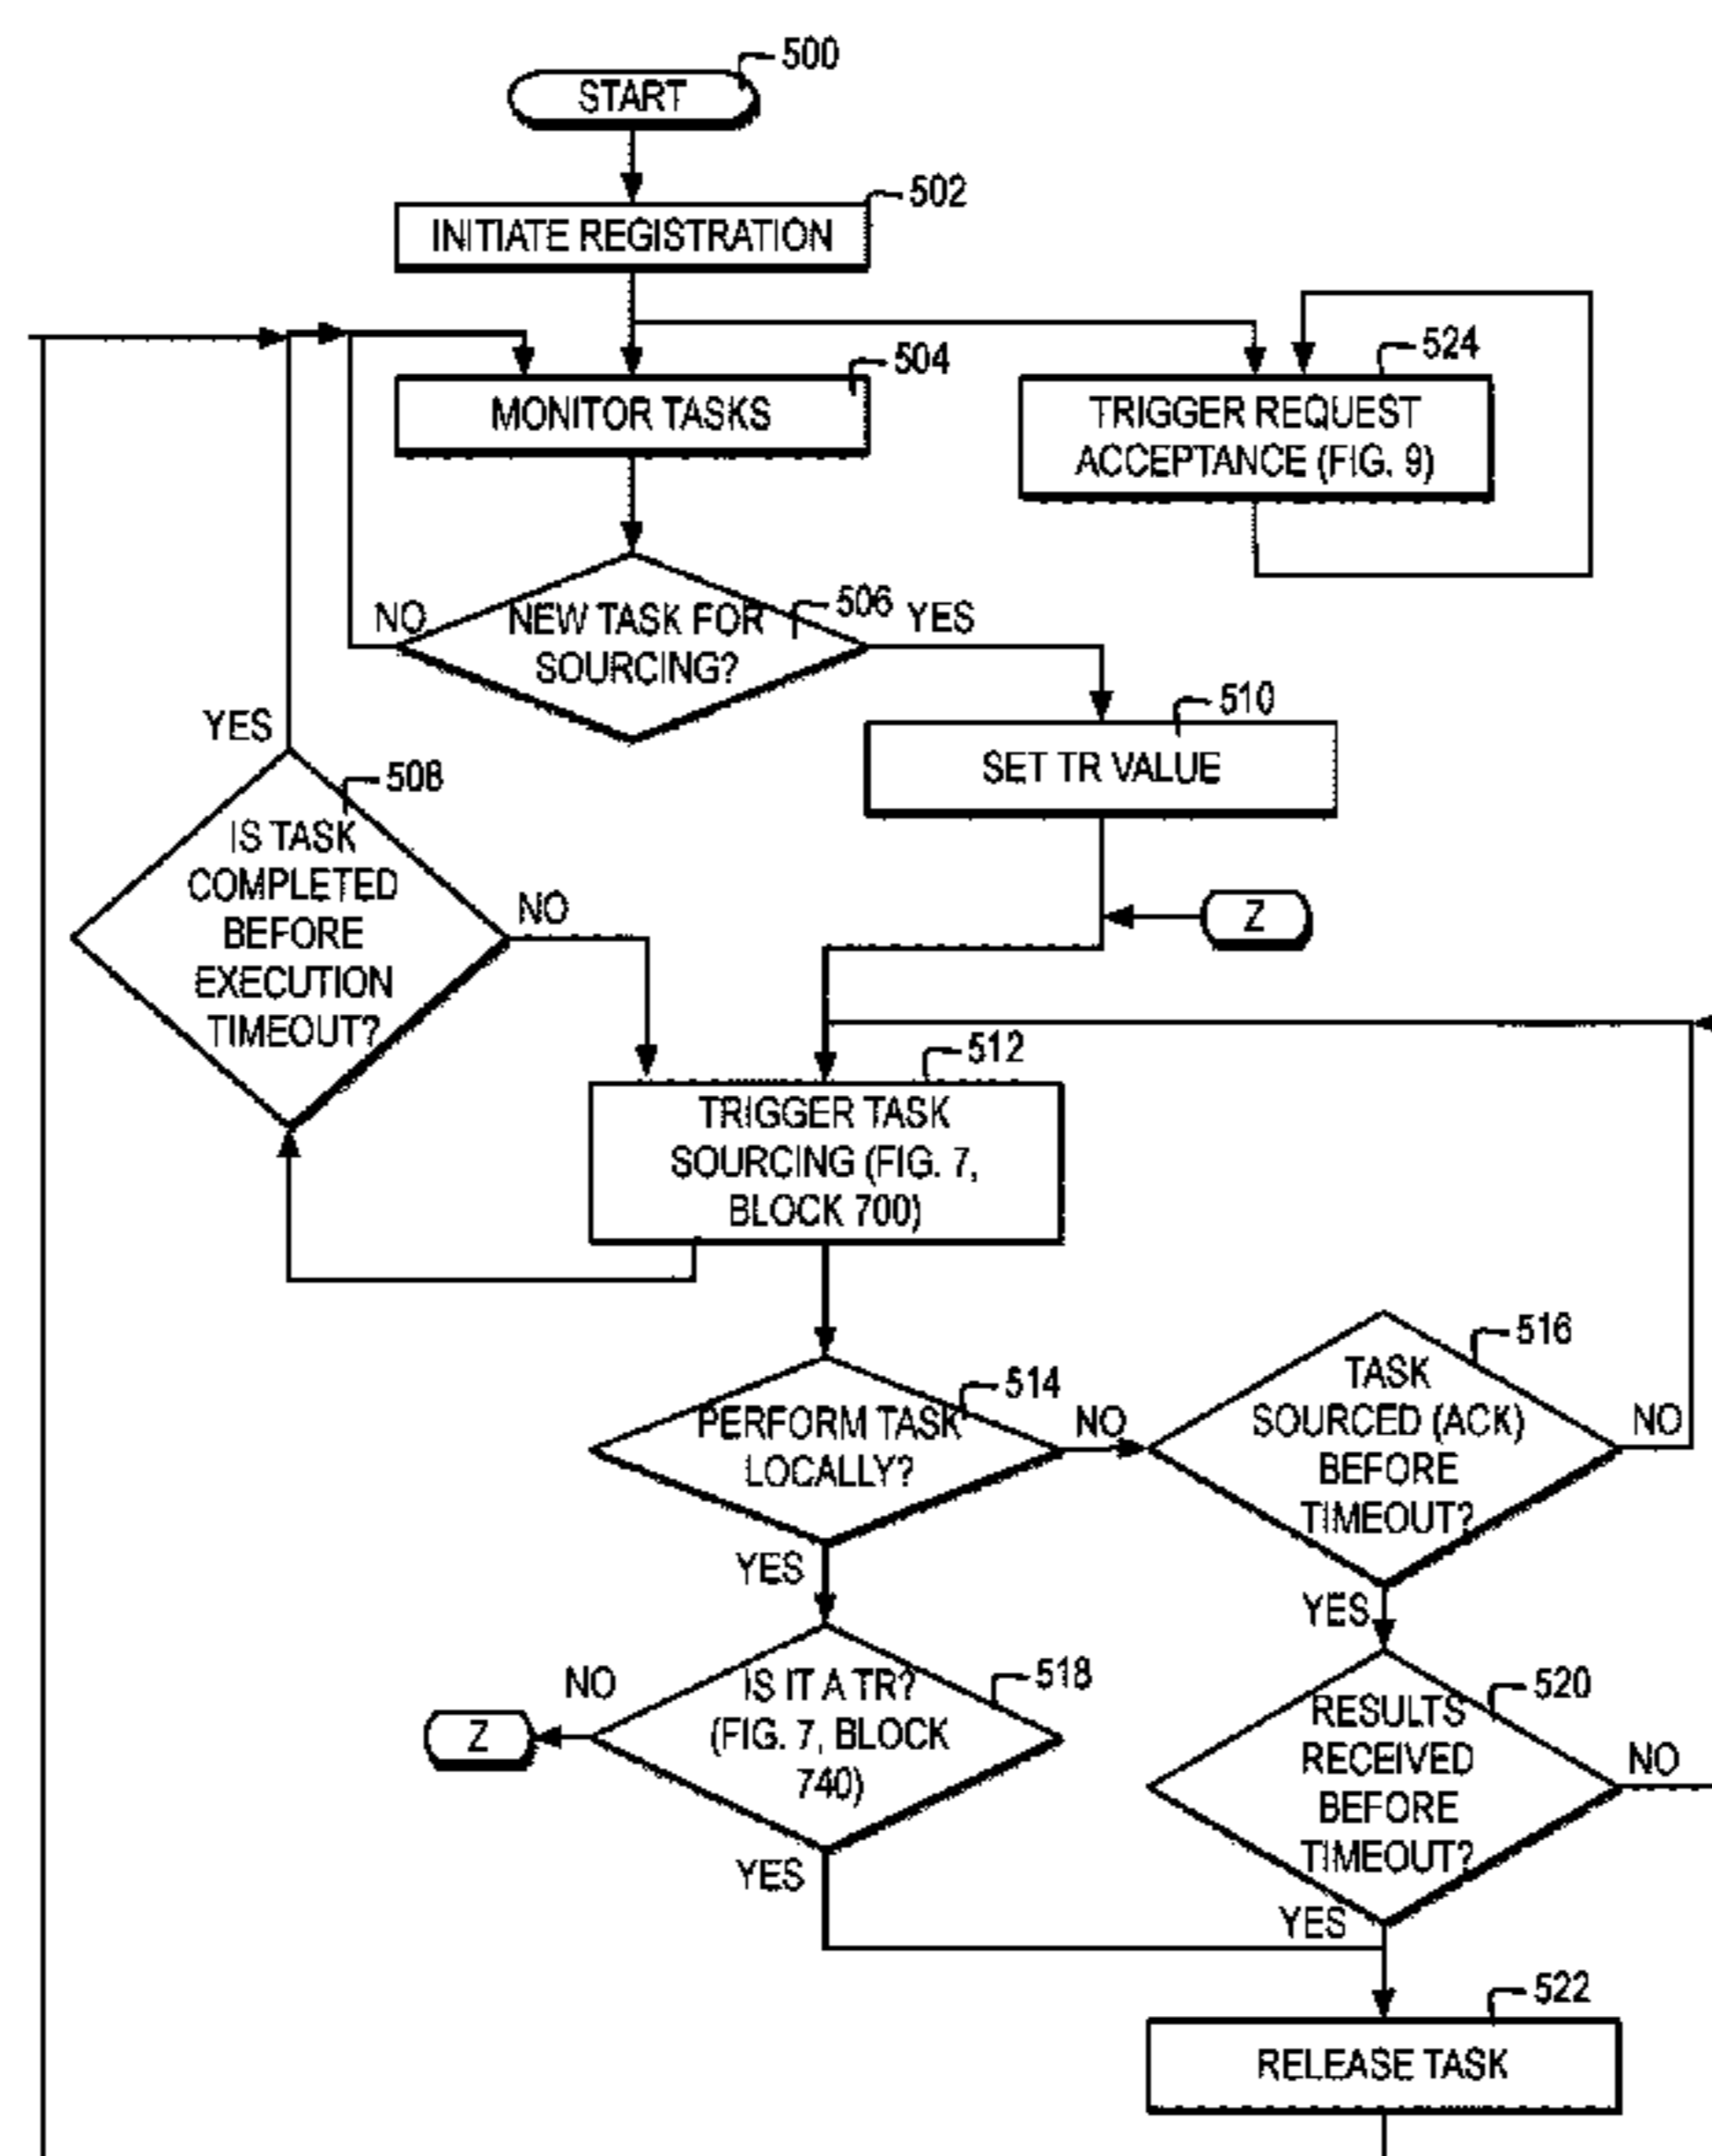 500
START
502
INITIATE REGISTRATION
504
MONITOR TASKS
524
TRIGGER REQUEST
ACCEPTANCE (FIG. 9)
NO
NEW TASK FOR
SOURCING?
506
YES
510
SET TR VALUE
YES
508
IS TASK
COMPLETED
BEFORE
EXECUTION
TIMEOUT?
NO
Z
512
TRIGGER TASK
SOURCING (FIG. 7,
BLOCK 700)
514
PERFORM TASK
LOCALLY?
NO
YES
516
TASK
SOURCED (ACK)
BEFORE
TIMEOUT?
NO
YES
518
IS IT A TR?
(FIG. 7, BLOCK
740)
NO
Z
YES
520
RESULTS
RECEIVED
BEFORE
TIMEOUT?
NO
YES
522
RELEASE TASK